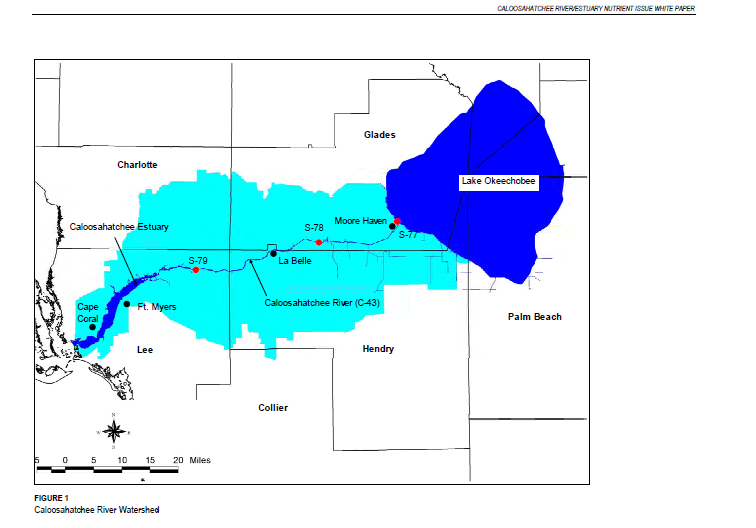 CALOOSAHATCHEE RIVER/ESTUARY NUTRIENT ISSUE WHITE PAPER
Glades
Charlotte
Lake Okeechobee
Moore Haven
S-77
S-78
Caloosahatchee Estuary
S-79
La Belle
Caloosahatchee River (C-43)
Cape
Coral
Ft. Myers
Palm Beach
Lee
Hendry
Collier
N
W E
S
5 0 5 10 15 20 Miles
FIGURE 1
Caloosahatchee River Watershed